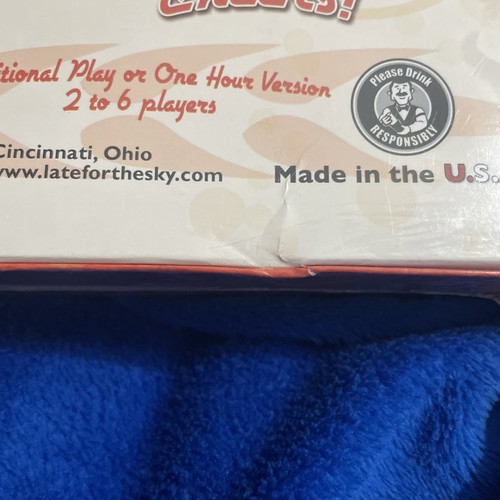 itional Play or One Hour Version
2 to 6 players
Please Drink
RESPONSIBLY
Cincinnati, Ohio
www.lateforthesky.com
Made in the U.S.